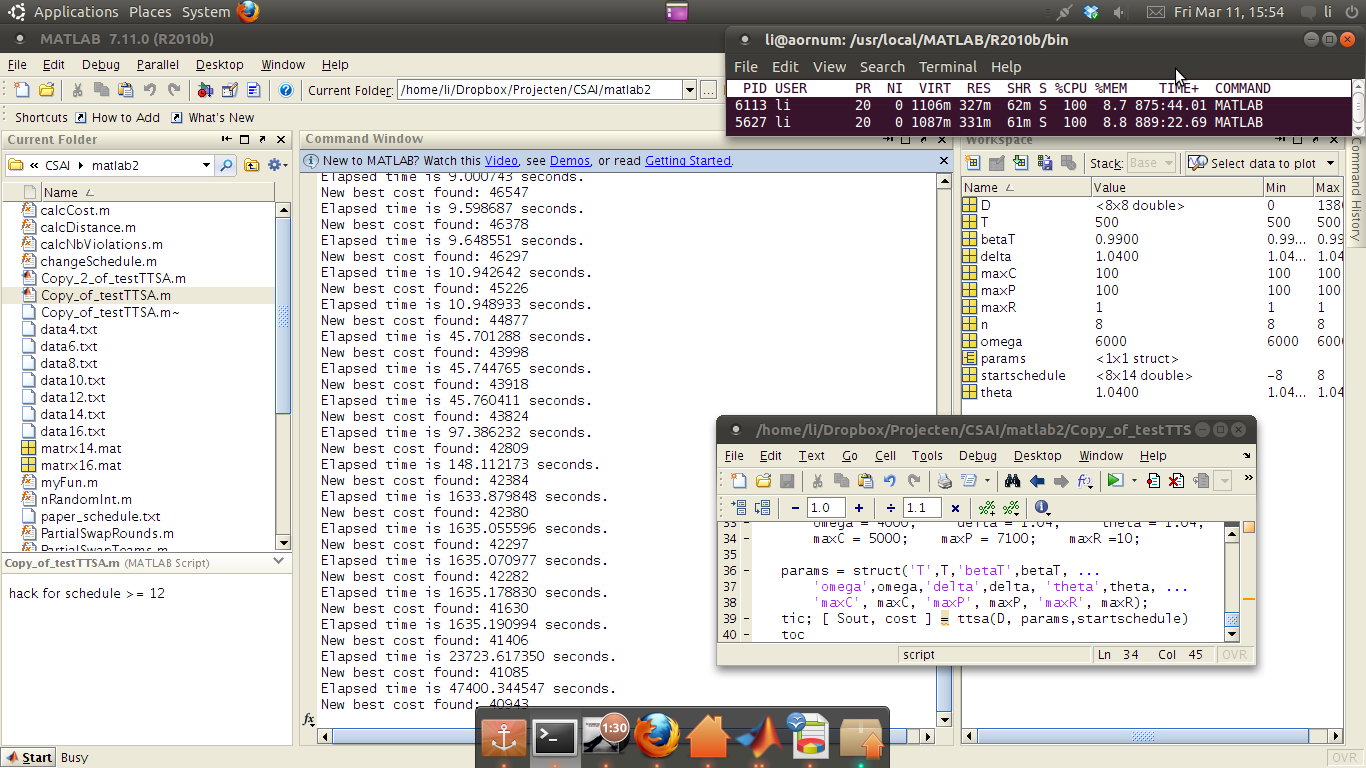 Applications Places System
Fri Mar 11, 15:54 li
MATLAB 7.11.0 (R2010b)
File Edit Debug Parallel Desktop Window Help
Current Folder: /home/li/Dropbox/Projecten/CSAI/matlab2
Shortcuts How to Add What's New
li@aornum: /usr/local/MATLAB/R2010b/bin
File Edit View Search Terminal Help
PID USER PR NI VIRT RES SHR S %CPU %MEM TIME+ COMMAND
6113 li 20 0 1106m 327m 62m S 100 8.7 875:44.01 MATLAB
5627 li 20 0 1087m 331m 61m S 100 8.8 889:22.69 MATLAB
Current Folder
« CSAI ▸ matlab2
Name
calcCost.m
calcDistance.m
calcNbViolations.m
changeSchedule.m
Copy_2_of_testTTSA.m
Copy_of_testTTSA.m
Copy_of_testTTSA.m~
data4.txt
data6.txt
data8.txt
data10.txt
data12.txt
data14.txt
data16.txt
matrx14.mat
matrx16.mat
myFun.m
nRandomInt.m
paper_schedule.txt
PartialSwapRounds.m
PartialSwapTeams.m
Copy_of_testTTSA.m (MATLAB Script)
hack for schedule >= 12
Start Busy
Command Window
New to MATLAB? Watch this Video, see Demos, or read Getting Started.
Elapsed time is 9.000743 seconds.
New best cost found: 46547
Elapsed time is 9.598687 seconds.
New best cost found: 46378
Elapsed time is 9.648551 seconds.
New best cost found: 46297
Elapsed time is 10.942642 seconds.
New best cost found: 45226
Elapsed time is 10.948933 seconds.
New best cost found: 44877
Elapsed time is 45.701288 seconds.
New best cost found: 43998
Elapsed time is 45.744765 seconds.
New best cost found: 43918
Elapsed time is 45.760411 seconds.
New best cost found: 43824
Elapsed time is 97.386232 seconds.
New best cost found: 42809
Elapsed time is 148.112173 seconds.
New best cost found: 42384
Elapsed time is 1633.879848 seconds.
New best cost found: 42380
Elapsed time is 1635.055596 seconds.
New best cost found: 42297
Elapsed time is 1635.070977 seconds.
New best cost found: 42282
Elapsed time is 1635.178830 seconds.
New best cost found: 41630
Elapsed time is 1635.190994 seconds.
New best cost found: 41406
Elapsed time is 23723.617350 seconds.
New best cost found: 41085
Elapsed time is 47400.344547 seconds.
New best cost found: 40943
fx
1:30
Workspace
Stack: Base Select data to plot
Name Value Min Max
D <8x8 double> 0 1380
T 500 500 500
betaT 0.9900 0.99... 0.99
delta 1.0400 1.04... 1.04
maxC 100 100 100
maxP 100 100 100
maxR 1 1 1
n 8 8 8
omega 6000 6000 6000
params <1x1 struct>
startschedule <8x14 double> -8 8
theta 1.0400 1.04... 1.04
Command History
/home/li/Dropbox/Projecten/CSAI/matlab2/Copy_of_testTTS
File Edit Text Go Cell Tools Debug Desktop Window Help
− 1.0 + ÷ 1.1 ×
33 - omega = 4000; delta = 1.04; theta = 1.04;
34 - maxC = 5000; maxP = 7100; maxR =10;
35
36 - params = struct('T',T,'betaT',betaT, ...
37 'omega',omega,'delta',delta, 'theta',theta, ...
38 - 'maxC', maxC, 'maxP', maxP, 'maxR', maxR);
39 - tic; [ Sout, cost ] = ttsa(D, params,startschedule)
40 - toc
script Ln 34 Col 45 OVR
OVR